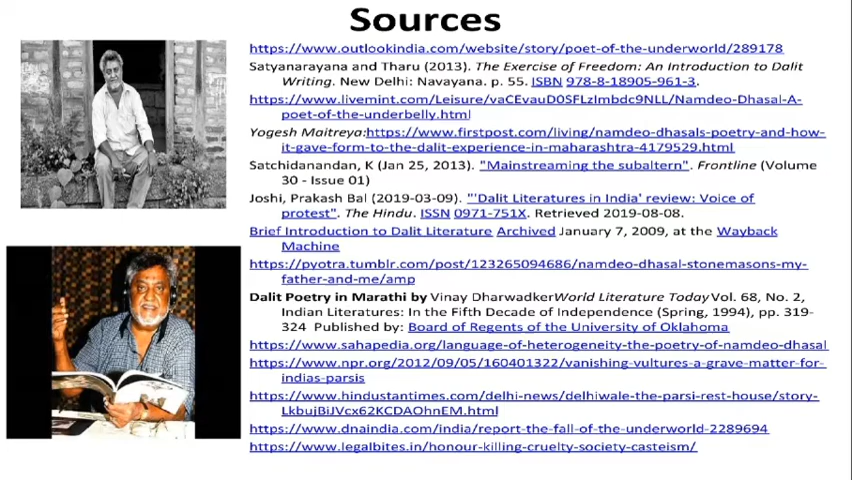 Sources
https://www.outlookindia.com/website/story/poet-of-the-underworld/289178
Satyanarayana and Tharu (2013). The Exercise of Freedom: An Introduction to Dalit
Writing. New Delhi: Navayana. p. 55. ISBN 978-8-18905-961-3.
https://www.livemint.com/Leisure/vaCEvauD0SFLzImbdc9NLL/Namdeo-Dhasal-A-
poet-of-the-underbelly.html
Yogesh Maitreya:https://www.firstpost.com/living/namdeo-dhasals-poetry-and-how-
it-gave-form-to-the-dalit-experience-in-maharashtra-4179529.html
Satchidanandan, K (Jan 25, 2013). "Mainstreaming the subaltern". Frontline (Volume
30 - Issue 01)
Joshi, Prakash Bal (2019-03-09). "'Dalit Literatures in India' review: Voice of
protest". The Hindu. ISSN 0971-751X. Retrieved 2019-08-08.
Brief Introduction to Dalit Literature Archived January 7, 2009, at the Wayback
Machine
https://pyotra.tumblr.com/post/123265094686/namdeo-dhasal-stonemasons-my-
father-and-me/amp
Dalit Poetry in Marathi by Vinay DharwadkerWorld Literature TodayVol. 68, No. 2,
Indian Literatures: In the Fifth Decade of Independence (Spring, 1994), pp. 319-
324 Published by: Board of Regents of the University of Oklahoma
https://www.sahapedia.org/language-of-heterogeneity-the-poetry-of-namdeo-dhasal
https://www.npr.org/2012/09/05/160401322/vanishing-vultures-a-grave-matter-for-
indias-parsis
https://www.hindustantimes.com/delhi-news/delhiwale-the-parsi-rest-house/story-
LkbujBiJVcx62KCDAOhnEM.html
https://www.dnaindia.com/india/report-the-fall-of-the-underworld-2289694
https://www.legalbites.in/honour-killing-cruelty-society-casteism/